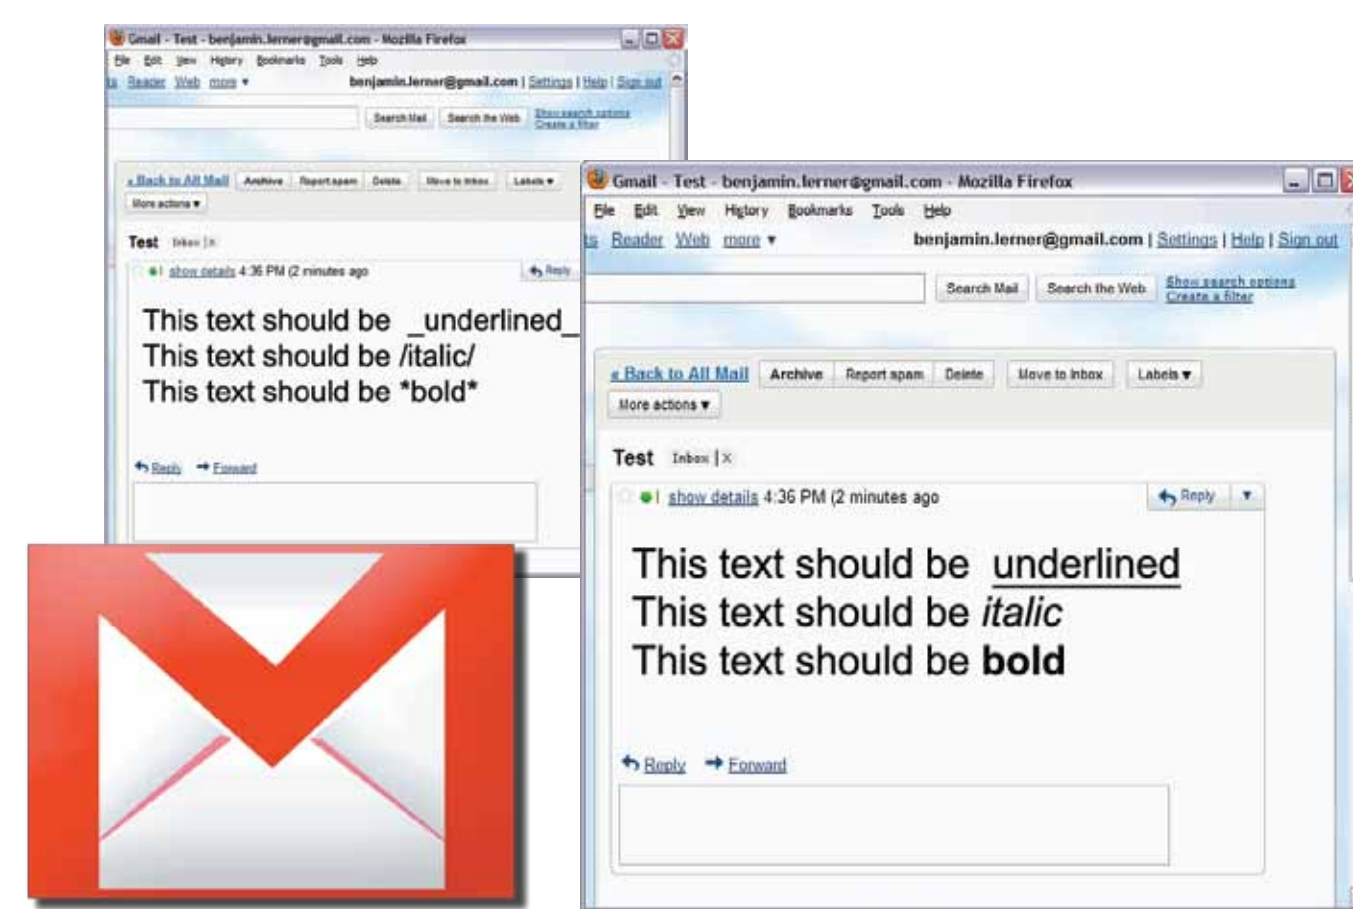 Gmail - Test - benjamin.lerner@gmail.com - Mozilla Firefox
File Edit View History Bookmarks Tools Help
ts Reader Web more ▼ benjamin.lerner@gmail.com | Settings | Help | Sign out
Search Mail Search the Web Show search options
Create a filter
« Back to All Mail Archive Report spam Delete Move to Inbox Labels ▼
More actions ▼
Test Inbox | X
show details 4:36 PM (2 minutes ago Reply
This text should be _underlined_
This text should be /italic/
This text should be *bold*
Reply Forward
Gmail - Test - benjamin.lerner@gmail.com - Mozilla Firefox
File Edit View History Bookmarks Tools Help
ts Reader Web more ▼ benjamin.lerner@gmail.com | Settings | Help | Sign out
Search Mail Search the Web Show search options
Create a filter
« Back to All Mail Archive Report spam Delete Move to Inbox Labels ▼
More actions ▼
Test Inbox | X
show details 4:36 PM (2 minutes ago Reply ▼
This text should be underlined
This text should be italic
This text should be bold
Reply Forward